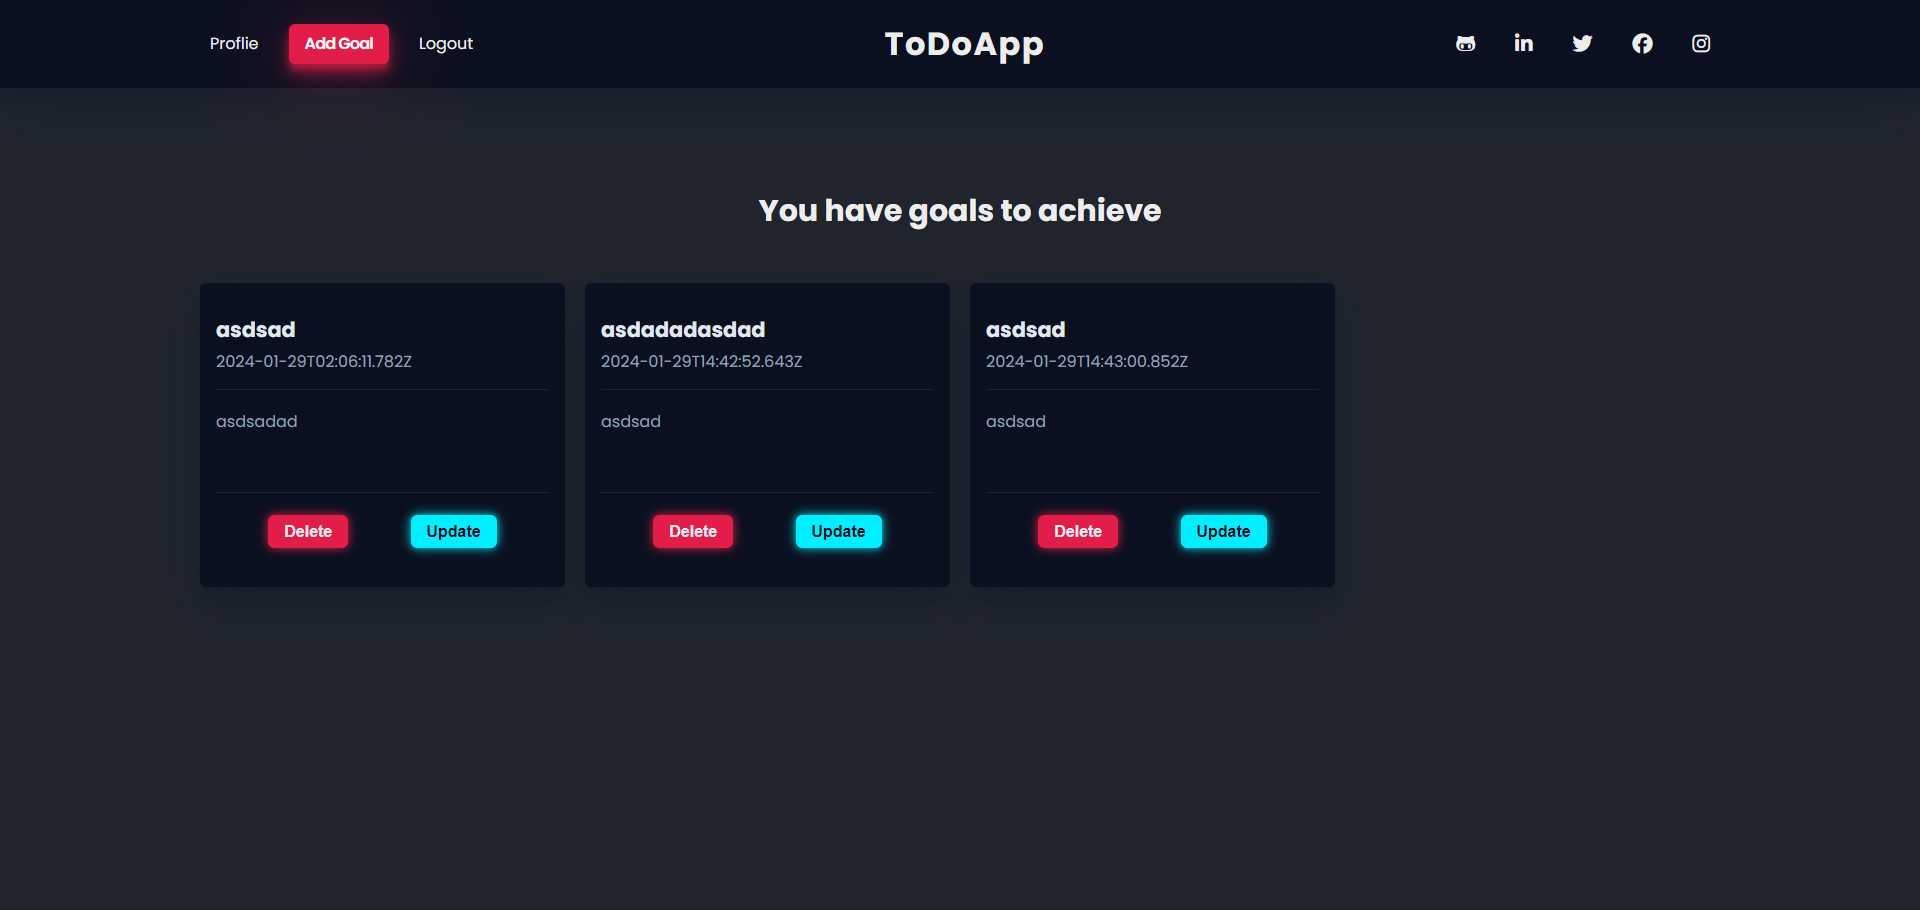 Proflie
Add Goal
Logout
ToDoApp
You have goals to achieve
asdsad
2024-01-29T02:06:11.782Z
asdsadad
Delete
Update
asdadadasdad
2024-01-29T14:42:52.643Z
asdsad
Delete
Update
asdsad
2024-01-29T14:43:00.852Z
asdsad
Delete
Update